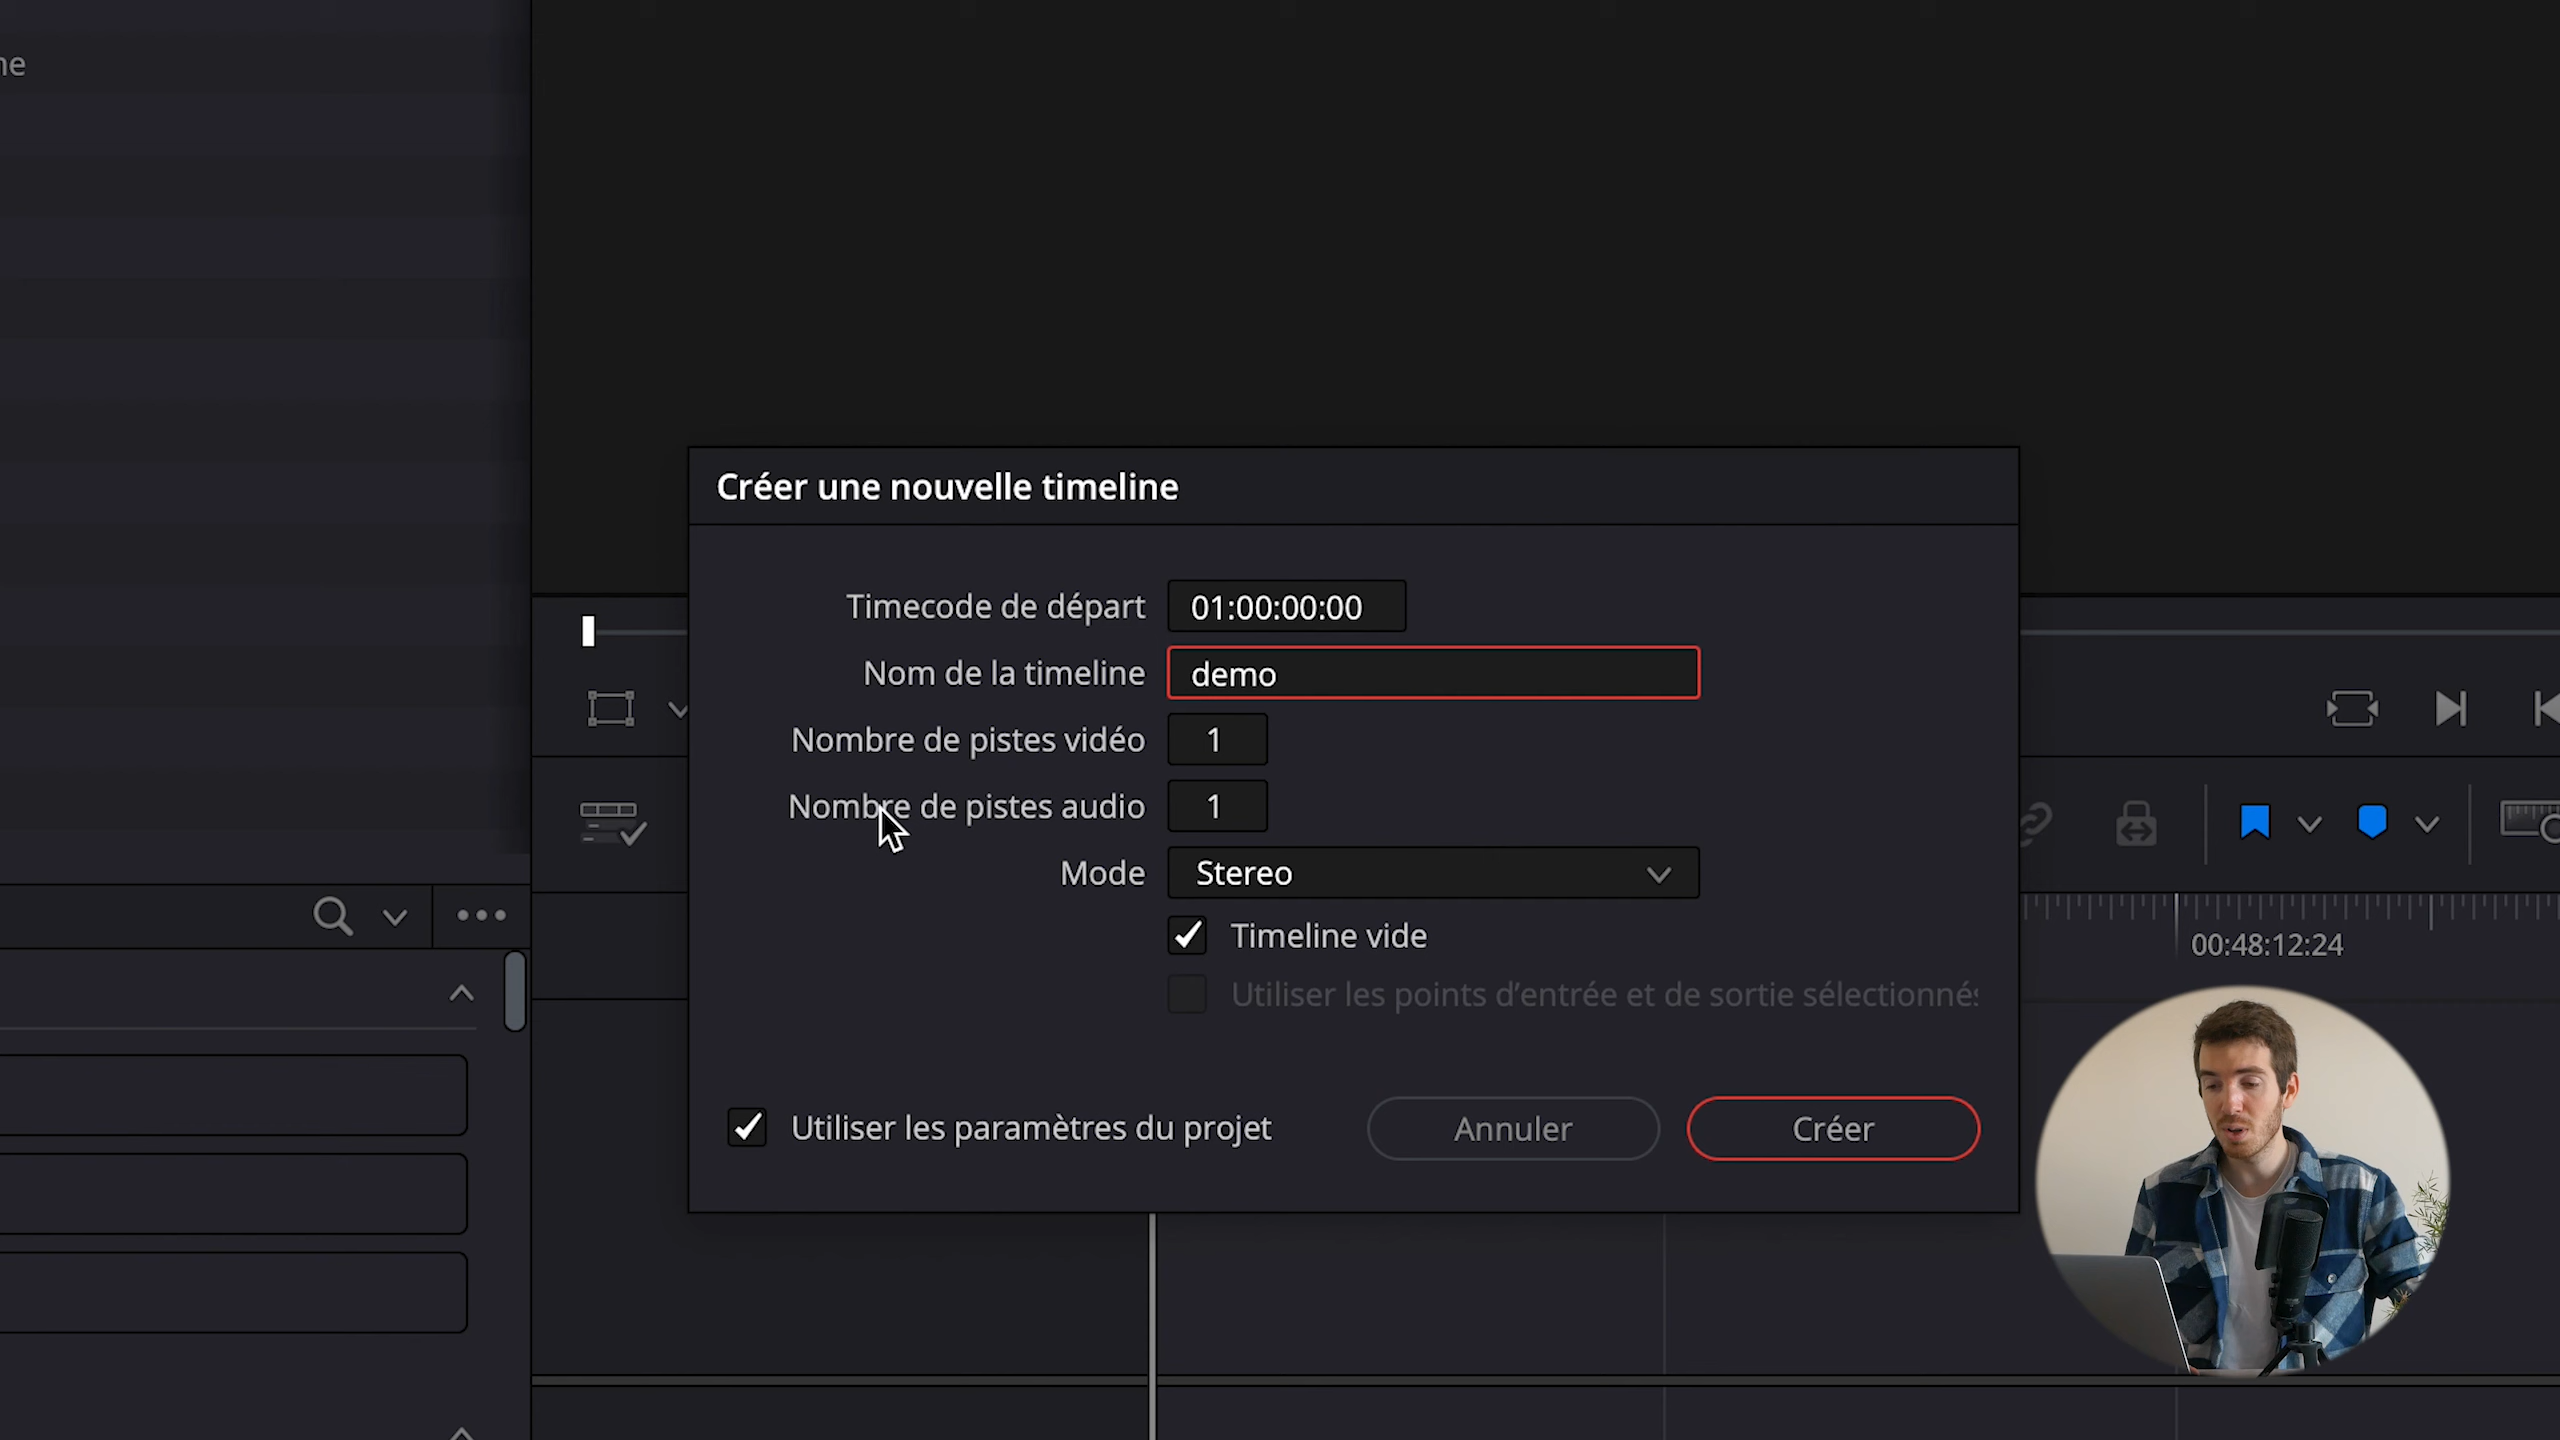 ne
Créer une nouvelle timeline
Timecode de départ 01:00:00:00
Nom de la timeline demo
Nombre de pistes vidéo 1
Nombre de pistes audio 1
Mode Stereo
Timeline vide
Utiliser les points d’entrée et de sortie sélectionnés
00:48:12:24
Utiliser les paramètres du projet Annuler Créer